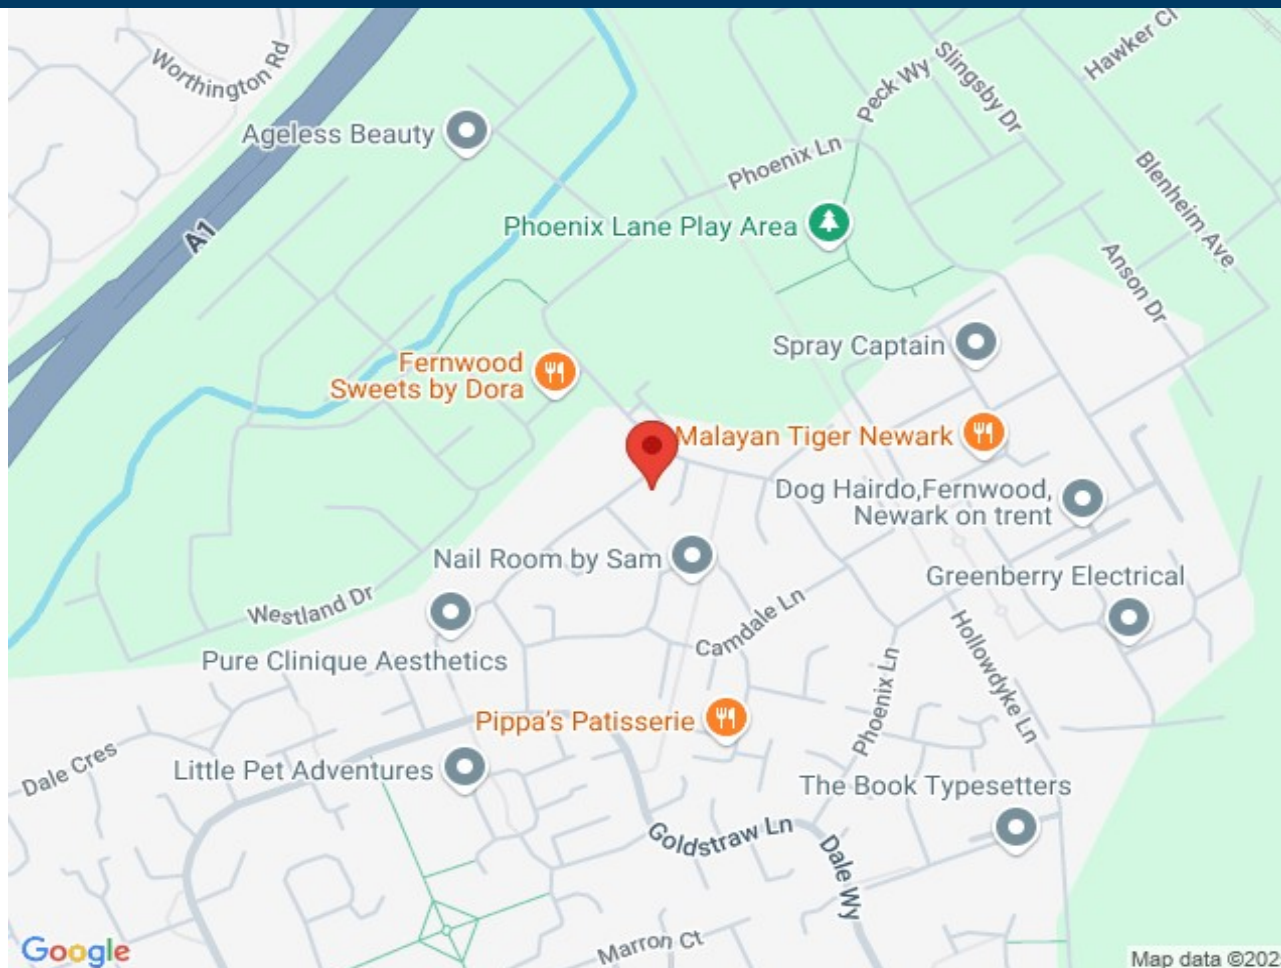 Worthington Rd
Hawker Cl
Slingsby Dr
Peck Wy
Ageless Beauty
Phoenix Ln
Blenheim Ave.
Phoenix Lane Play Area
A1
Anson Dr
Spray Captain
Fernwood
Sweets by Dora
Malayan Tiger Newark
Dog Hairdo,Fernwood,
Newark on trent
Nail Room by Sam
Greenberry Electrical
Westland Dr
Camdale Ln
Hollowdyke Ln
Pure Clinique Aesthetics
Phoenix Ln
Pippa's Patisserie
Dale Cres
Little Pet Adventures
The Book Typesetters
Goldstraw Ln
Dale Wy
Marron Ct
Google
Map data ©202